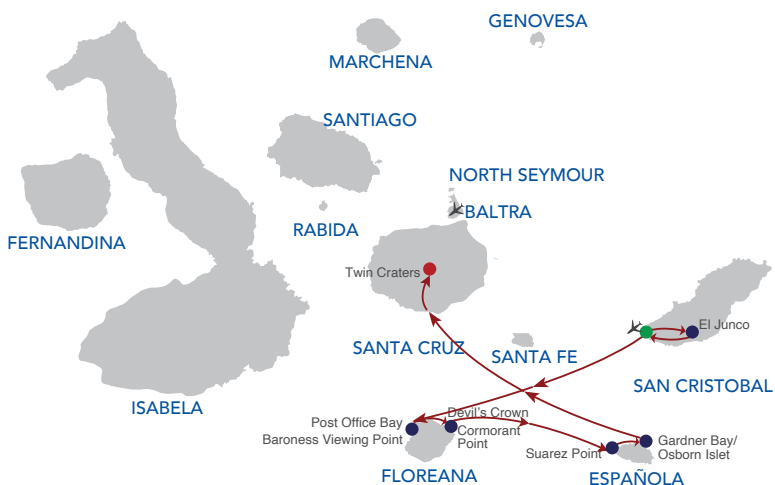 GENOVESA
MARCHENA
SANTIAGO
NORTH SEYMOUR
BALTRA
RABIDA
FERNANDINA
Twin Craters
El Junco
SANTA CRUZ
SANTA FE
SAN CRISTOBAL
ISABELA
Post Office Bay
Baroness Viewing Point
Devil's Crown
Cormorant
Point
Suarez Point
Gardner Bay/
Osborn Islet
FLOREANA
ESPAÑOLA